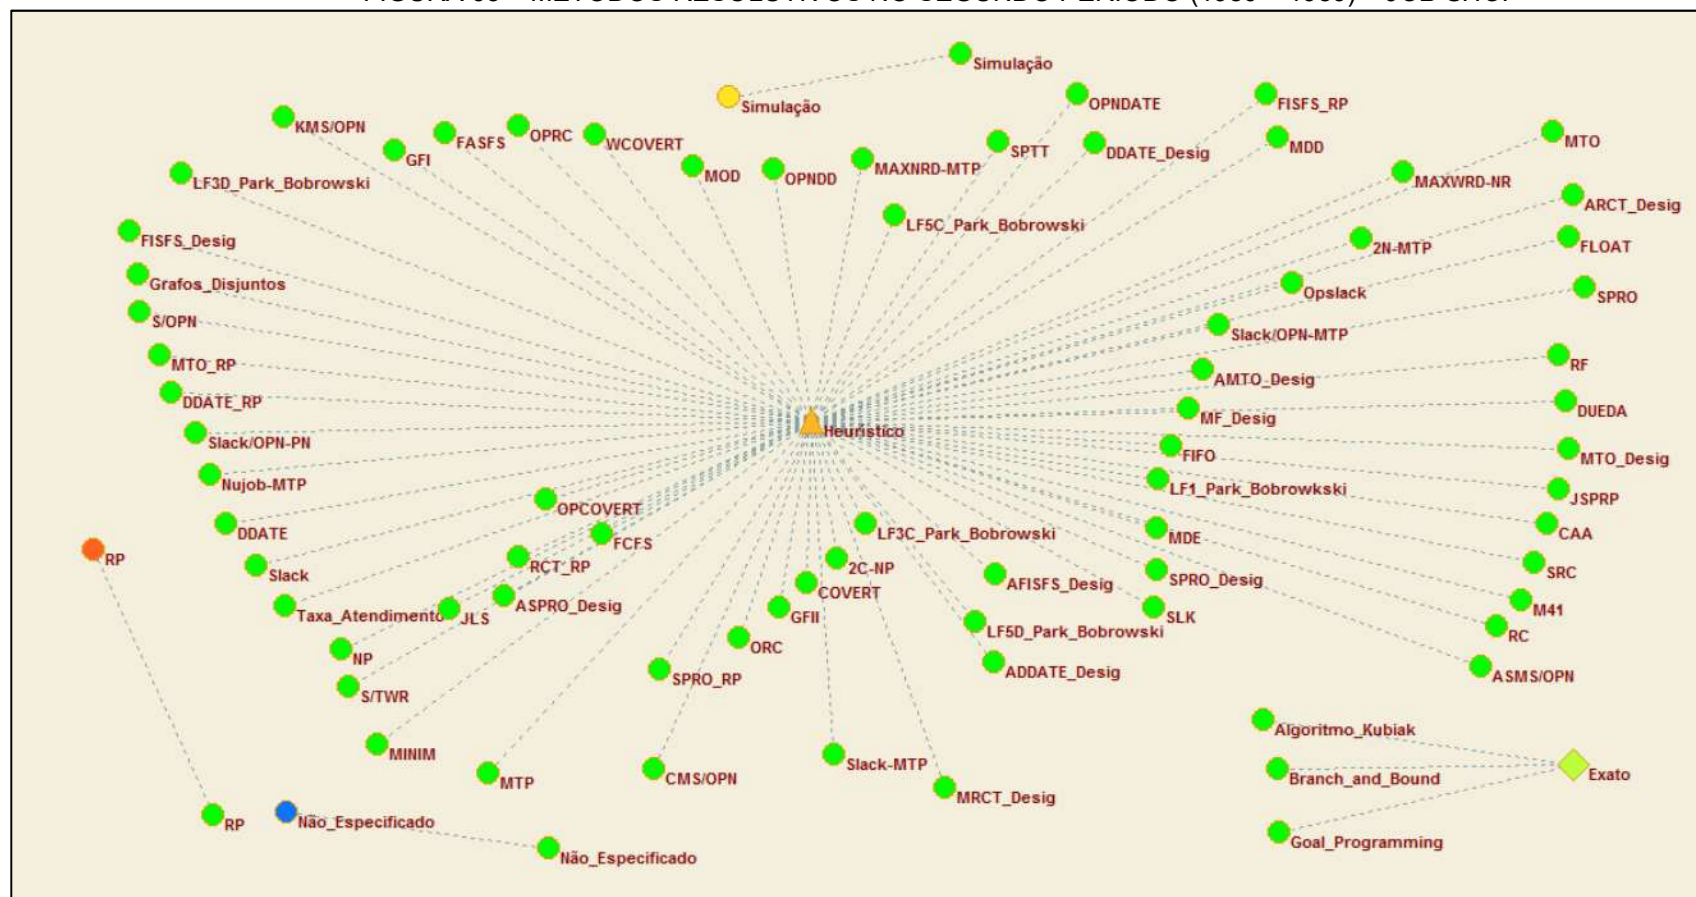 Simulação
Simulação
OPNDATE
FISFS_RP
KMS/OPN
OPRC
FASFS
WCOVERT
MTO
MDD
SPTT
DDATE_Desig
GFI
MAXNRD-MTP
MOD
OPNDD
MAXWRD-NR
LF3D_Park_Bobrowski
ARCT_Desig
LF5C_Park_Bobrowski
FISFS_Desig
2N-MTP
FLOAT
Grafos_Disjuntos
Opslack
SPRO
S/OPN
Slack/OPN-MTP
MTO_RP
RF
AMTO_Desig
DDATE_RP
DUEDA
MF_Desig
Heurístico
Slack/OPN-PN
FIFO
MTO_Desig
Nujob-MTP
LF1_Park_Bobrowkski
JSPRP
OPCOVERT
DDATE
LF3C_Park_Bobrowski
MDE
CAA
FCFS
RP
RCT_RP
2C-NP
Slack
AFISFS_Desig
SPRO_Desig
SRC
COVERT
ASPRO_Desig
Taxa_Atendimento
JLS
GFII
SLK
M41
LF5D_Park_Bobrowski
RC
ORC
NP
SPRO_RP
ADDATE_Desig
ASMS/OPN
S/TWR
Algoritmo_Kubiak
MINIM
Slack-MTP
MTP
CMS/OPN
Branch_and_Bound
Exato
MRCT_Desig
RP
Não_Especificado
Goal_Programming
Não_Especificado